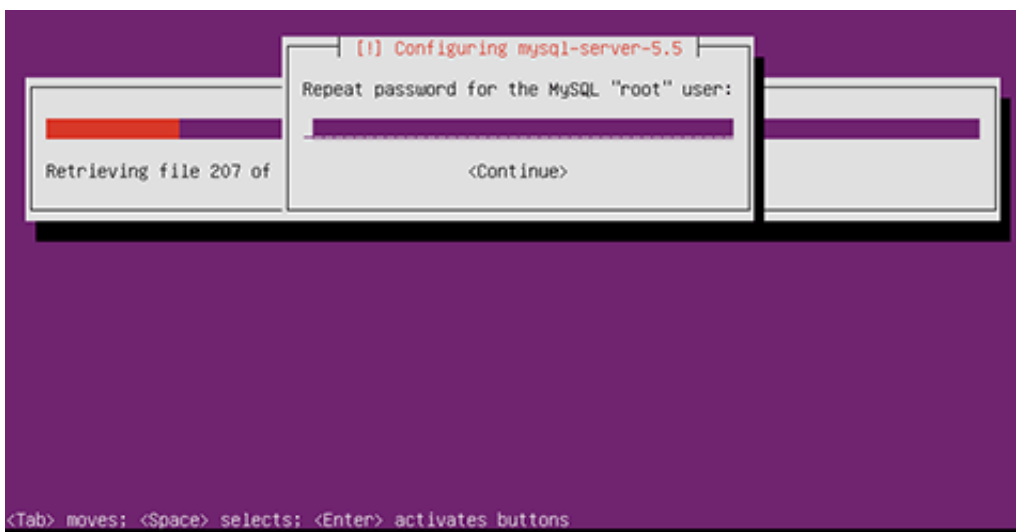 [!] Configuring mysql-server-5.5
Repeat password for the MySQL "root" user:
Retrieving file 207 of
<Continue>
<Tab> moves; <Space> selects; <Enter> activates buttons